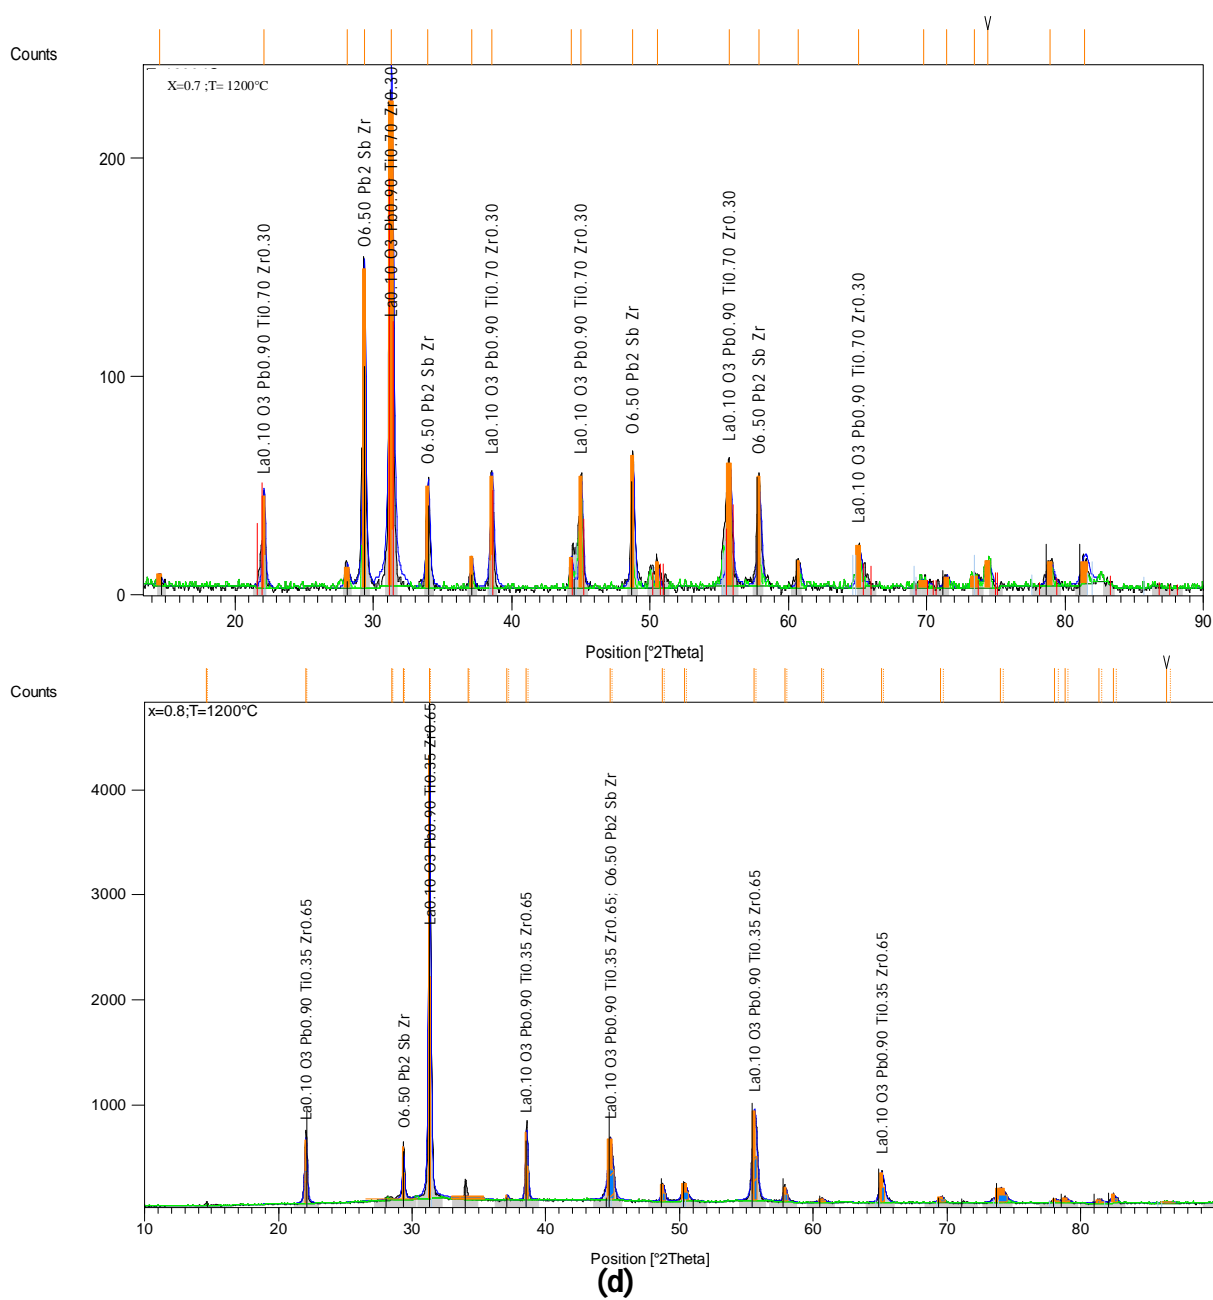 Counts
X=0.7 ;T= 1200°C
200
100
0
La0.10 O3 Pb0.90 Ti0.70 Zr0.30
O6.50 Pb2 Sb Zr
La0.10 O3 Pb0.90 Ti0.70 Zr0.30
O6.50 Pb2 Sb Zr
La0.10 O3 Pb0.90 Ti0.70 Zr0.30
La0.10 O3 Pb0.90 Ti0.70 Zr0.30
O6.50 Pb2 Sb Zr
La0.10 O3 Pb0.90 Ti0.70 Zr0.30
O6.50 Pb2 Sb Zr
La0.10 O3 Pb0.90 Ti0.70 Zr0.30
20 30 40 50 60 70 80 90
Position [°2Theta]
Counts
x=0.8;T=1200°C
4000
3000
2000
1000
La0.10 O3 Pb0.90 Ti0.35 Zr0.65
O6.50 Pb2 Sb Zr
La0.10 O3 Pb0.90 Ti0.35 Zr0.65
La0.10 O3 Pb0.90 Ti0.35 Zr0.65
La0.10 O3 Pb0.90 Ti0.35 Zr0.65; O6.50 Pb2 Sb Zr
La0.10 O3 Pb0.90 Ti0.35 Zr0.65
La0.10 O3 Pb0.90 Ti0.35 Zr0.65
10 20 30 40 50 60 70 80
Position [°2Theta]
(d)